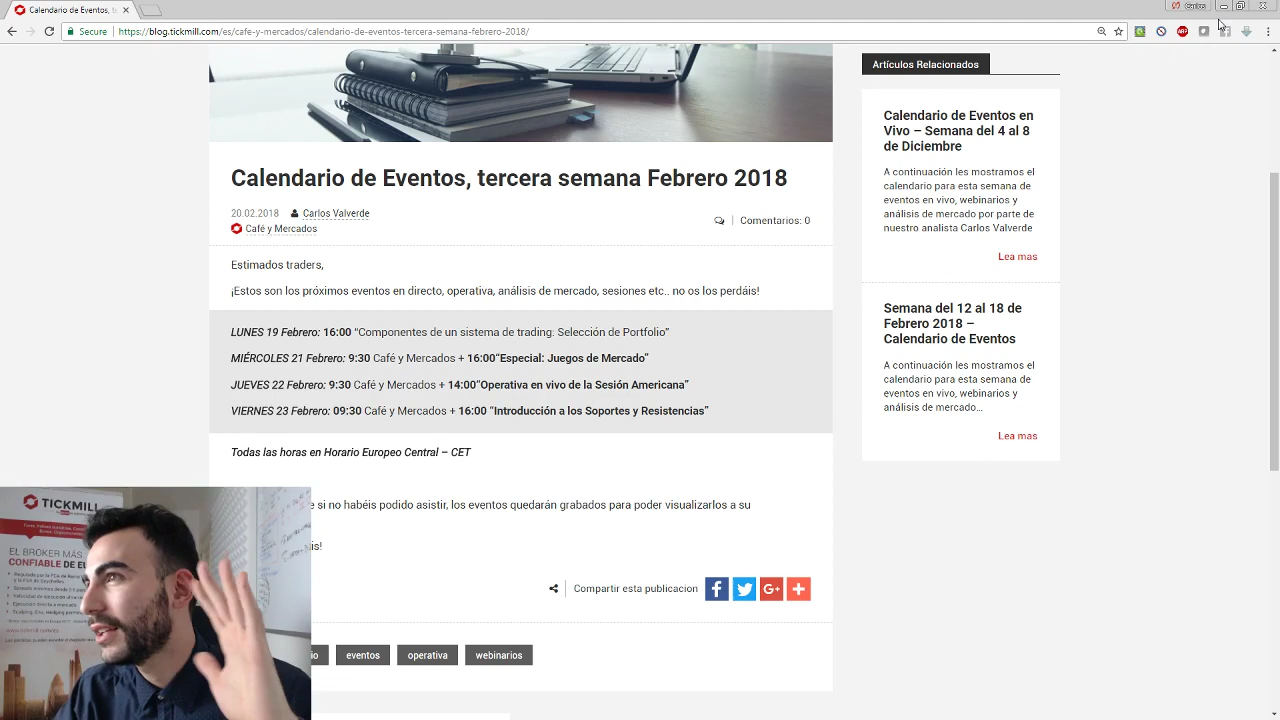 Calendario de Eventos, t
Secure
https://blog.tickmill.com/es/cafe-y-mercados/calendario-de-eventos-tercera-semana-febrero-2018/
Artículos Relacionados
Calendario de Eventos en
Vivo – Semana del 4 al 8
de Diciembre
A continuación les mostramos el
calendario para esta semana de
eventos en vivo, webinarios y
análisis de mercado por parte de
nuestro analista Carlos Valverde
Lea mas
Semana del 12 al 18 de
Febrero 2018 –
Calendario de Eventos
A continuación les mostramos el
calendario para esta semana de
eventos en vivo, webinarios y
análisis de mercado…
Lea mas
Calendario de Eventos, tercera semana Febrero 2018
20.02.2018 Carlos Valverde
Café y Mercados
Comentarios: 0
Estimados traders,
¡Estos son los próximos eventos en directo, operativa, análisis de mercado, sesiones etc.. no os los perdáis!
LUNES 19 Febrero: 16:00 “Componentes de un sistema de trading: Selección de Portfolio”
MIÉRCOLES 21 Febrero: 9:30 Café y Mercados + 16:00“Especial: Juegos de Mercado”
JUEVES 22 Febrero: 9:30 Café y Mercados + 14:00“Operativa en vivo de la Sesión Americana”
VIERNES 23 Febrero: 09:30 Café y Mercados + 16:00 “Introducción a los Soportes y Resistencias”
Todas las horas en Horario Europeo Central – CET
e si no habéis podido asistir, los eventos quedarán grabados para poder visualizarlos a su
is!
Compartir esta publicacion
io
eventos
operativa
webinarios
TICKMILL
EL BROKER MÁS
CONFIABLE DE EU